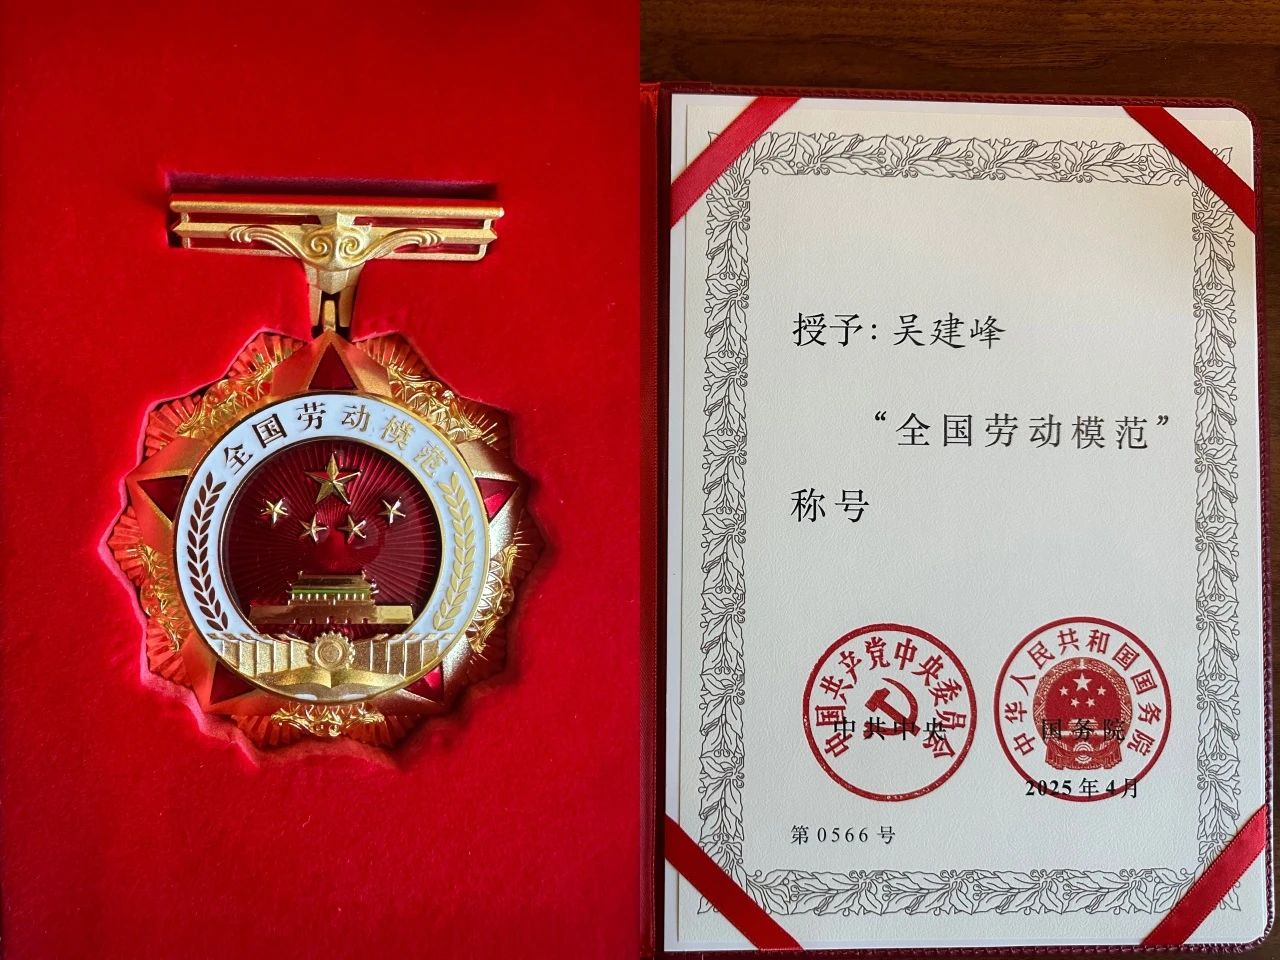 全国劳动模范
授予：吴建峰
“全国劳动模范”
称号
中国共产党中央委员会
中华人民共和国国务院
中共中央 国务院
2025年4月
第0566号